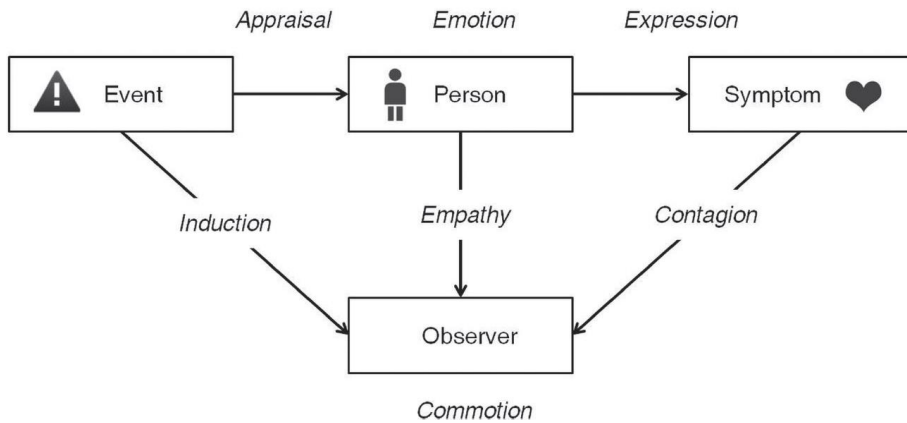 Appraisal Emotion Expression
Event Person Symptom
Induction Empathy Contagion
Observer
Commotion